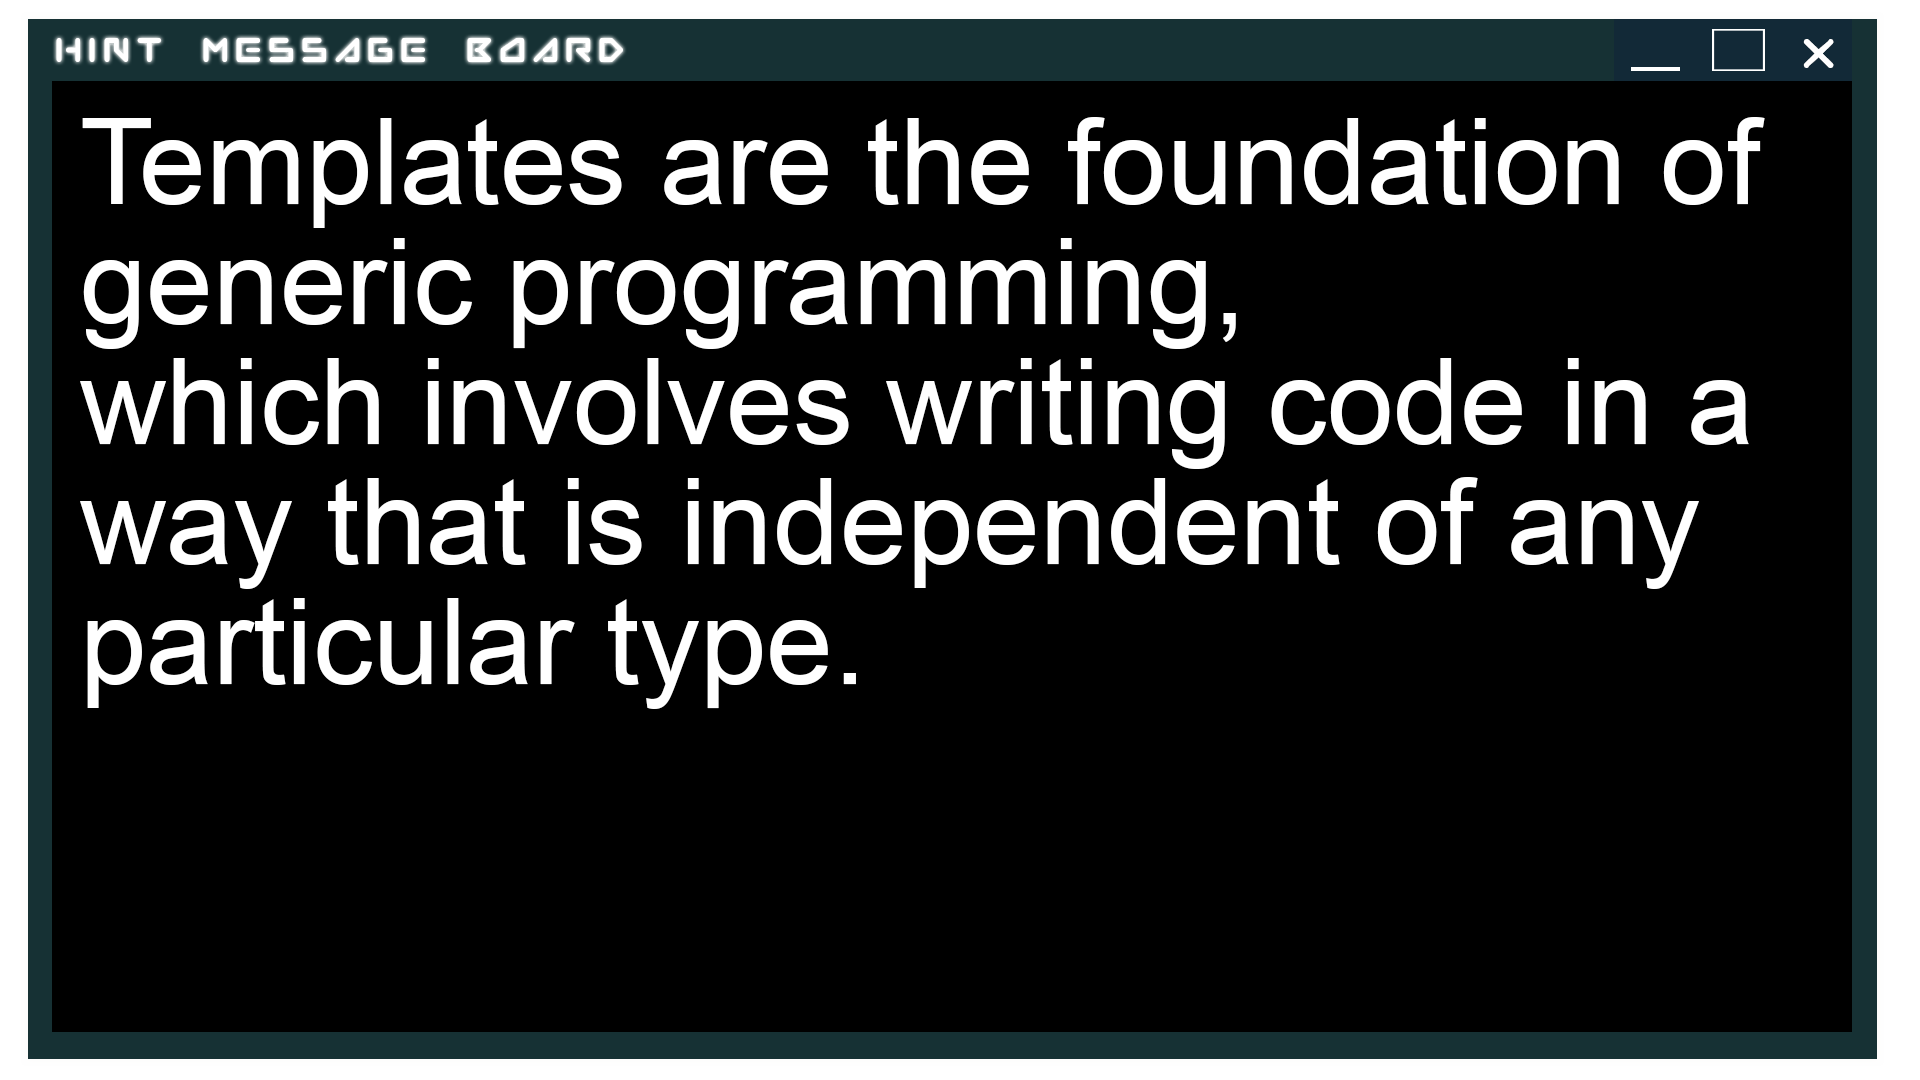 HINT MESSAGE BOARD
Templates are the foundation of
generic programming,
which involves writing code in a
way that is independent of any
particular type.